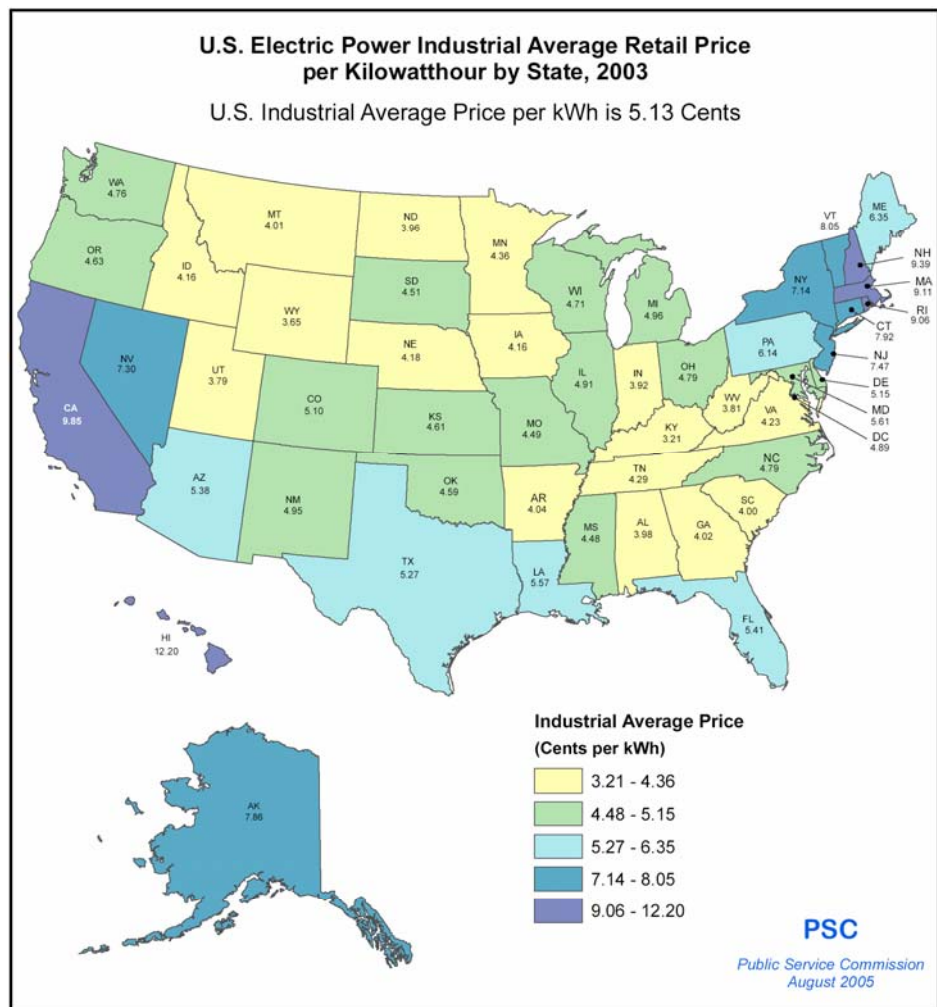 U.S. Electric Power Industrial Average Retail Price
per Kilowatthour by State, 2003
U.S. Industrial Average Price per kWh is 5.13 Cents
WA
4.76
OR
4.63
CA
9.85
NV
7.30
ID
4.16
MT
4.01
WY
3.65
UT
3.79
AZ
5.38
CO
5.10
NM
4.95
ND
3.96
SD
4.51
NE
4.18
KS
4.61
OK
4.59
TX
5.27
MN
4.36
IA
4.16
MO
4.49
AR
4.04
LA
5.57
WI
4.71
IL
4.91
MI
4.96
IN
3.92
OH
4.79
KY
3.21
TN
4.29
MS
4.48
AL
3.98
GA
4.02
FL
5.41
SC
4.00
NC
4.79
VA
4.23
WV
3.81
PA
6.14
NY
7.14
VT
8.05
ME
6.35
NH
9.39
MA
9.11
RI
9.06
CT
7.92
NJ
7.47
DE
5.15
MD
5.61
DC
4.89
HI
12.20
AK
7.86
Industrial Average Price
(Cents per kWh)
3.21 - 4.36
4.48 - 5.15
5.27 - 6.35
7.14 - 8.05
9.06 - 12.20
PSC
Public Service Commission
August 2005